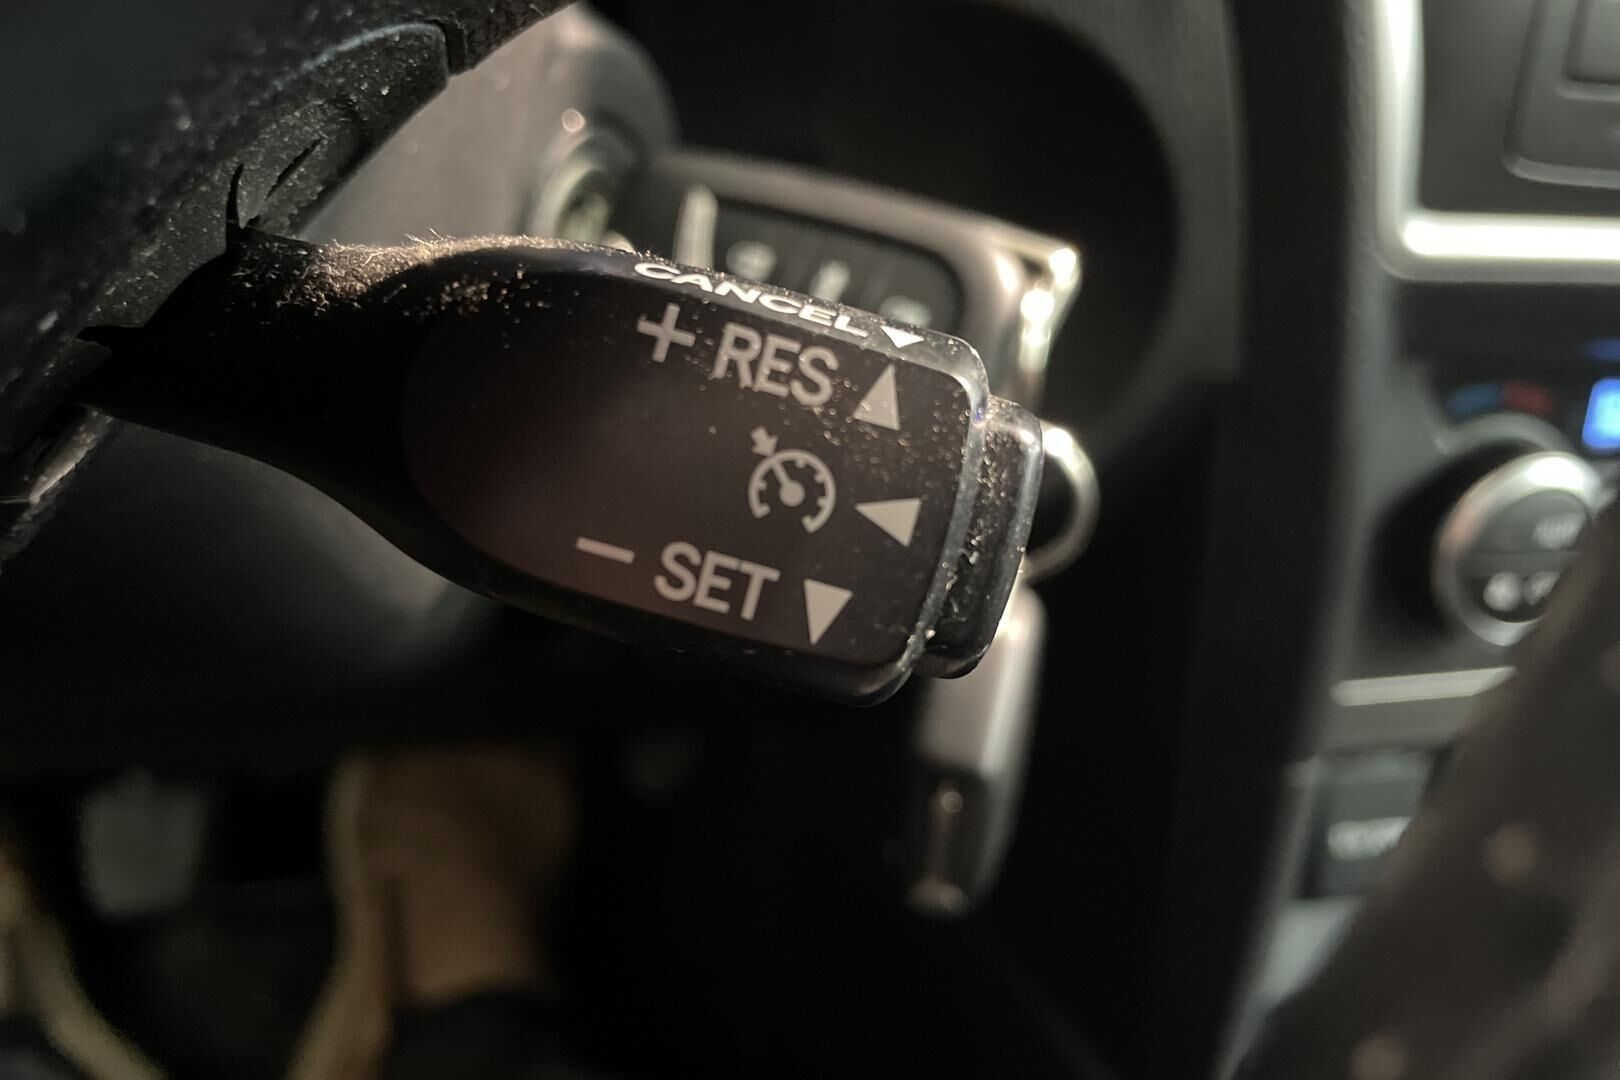 CANCEL▼
+ RES ▲
◀
− SET ▼